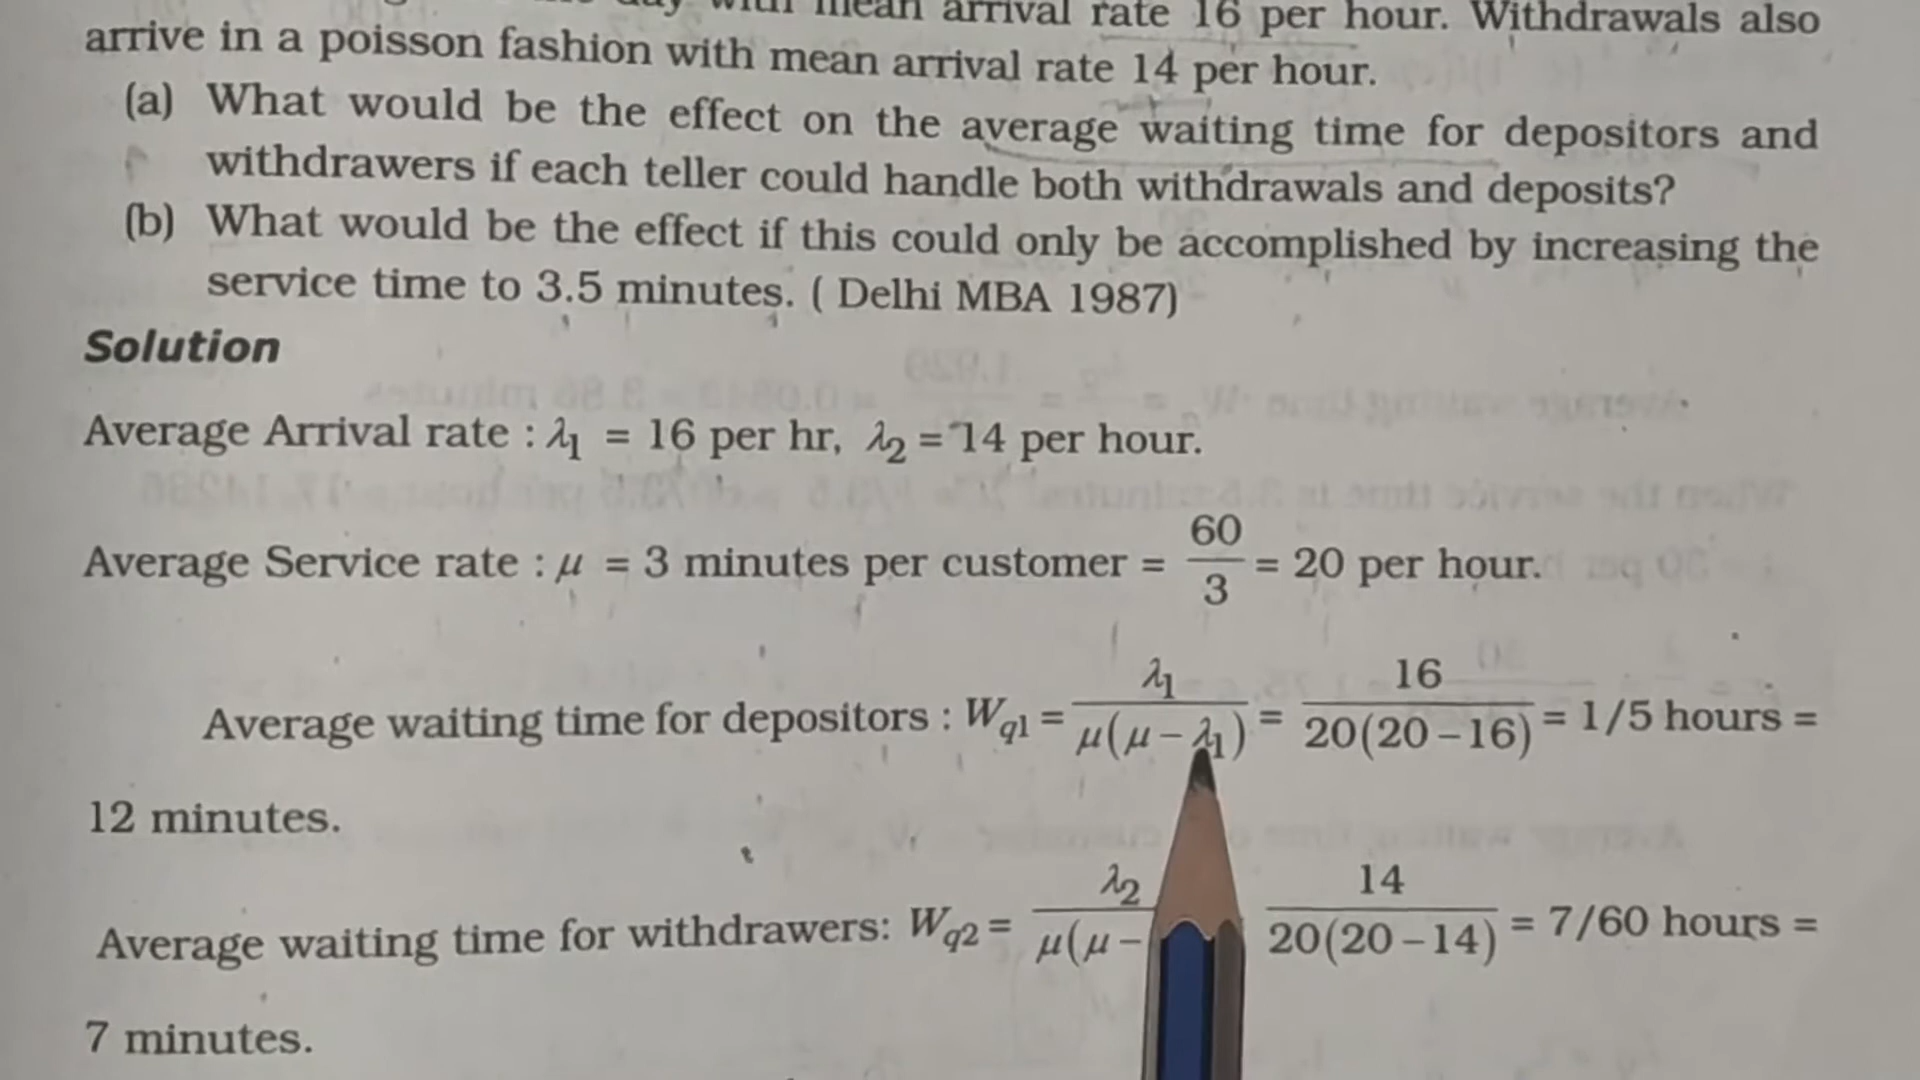 day with mean arrival rate 16 per hour. Withdrawals also
arrive in a poisson fashion with mean arrival rate 14 per hour.
(a) What would be the effect on the average waiting time for depositors and
withdrawers if each teller could handle both withdrawals and deposits?
(b) What would be the effect if this could only be accomplished by increasing the
service time to 3.5 minutes. ( Delhi MBA 1987)
Solution
Average Arrival rate : λ1 = 16 per hr, λ2 = 14 per hour.
Average Service rate : μ = 3 minutes per customer = 60/3 = 20 per hour.
Average waiting time for depositors : Wq1 = λ1/μ(μ−λ1) = 16/20(20−16) = 1/5 hours =
12 minutes.
Average waiting time for withdrawers: Wq2 = λ2/μ(μ− 14/20(20−14) = 7/60 hours =
7 minutes.